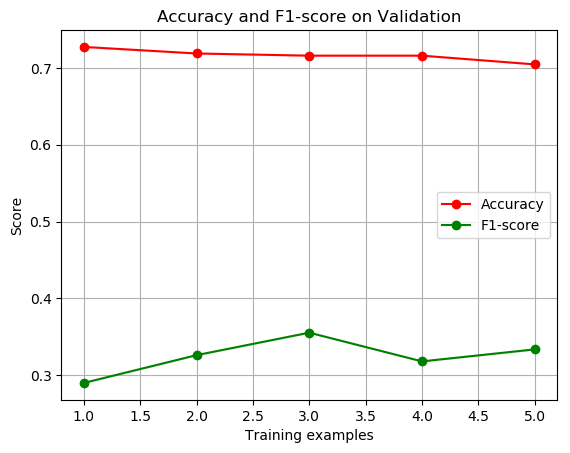 Accuracy and F1-score on Validation
Score
0.7
0.6
0.5
0.4
0.3
Accuracy
F1-score
1.0 1.5 2.0 2.5 3.0 3.5 4.0 4.5 5.0
Training examples